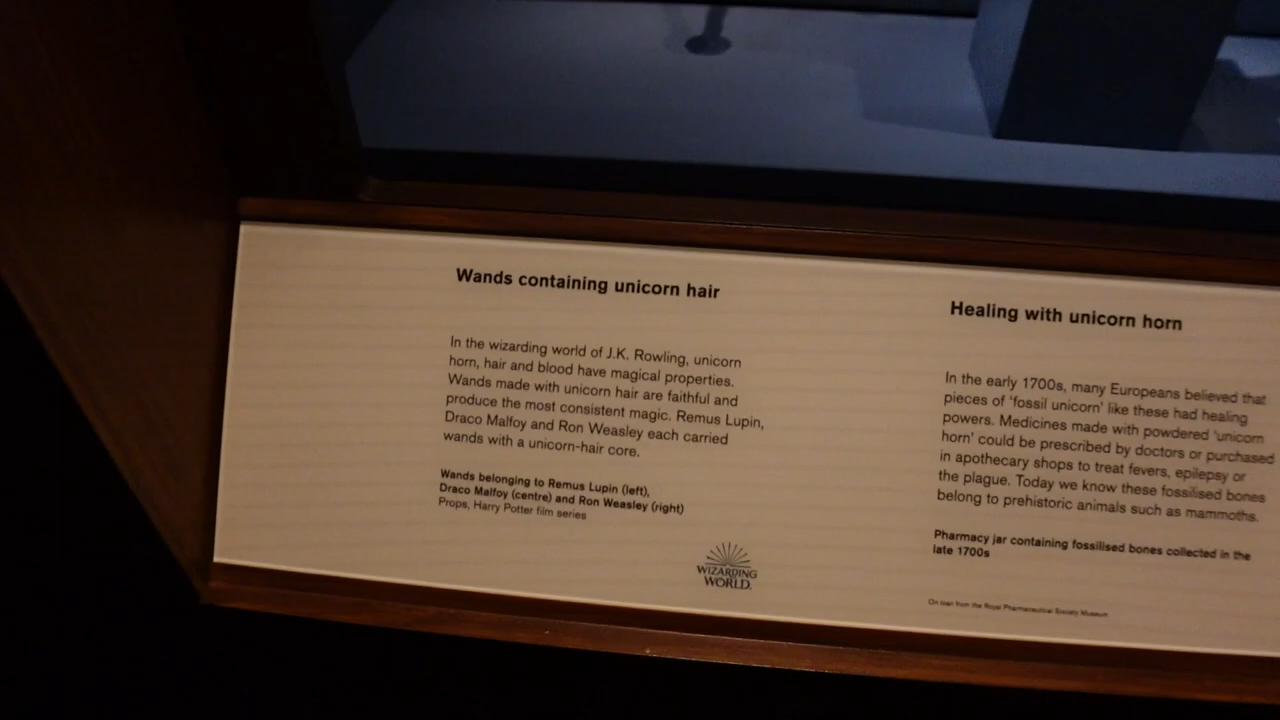 Wands containing unicorn hair
In the wizarding world of J.K. Rowling, unicorn
horn, hair and blood have magical properties.
Wands made with unicorn hair are faithful and
produce the most consistent magic. Remus Lupin,
Draco Malfoy and Ron Weasley each carried
wands with a unicorn-hair core.
Wands belonging to Remus Lupin (left),
Draco Malfoy (centre) and Ron Weasley (right)
Props, Harry Potter film series
WIZARDING
WORLD.
Healing with unicorn horn
In the early 1700s, many Europeans believed that
pieces of 'fossil unicorn' like these had healing
powers. Medicines made with powdered 'unicorn
horn' could be prescribed by doctors or purchased
in apothecary shops to treat fevers, epilepsy or
the plague. Today we know these fossilised bones
belong to prehistoric animals such as mammoths.
Pharmacy jar containing fossilised bones collected in the
late 1700s
On loan from the Royal Pharmaceutical Society Museum